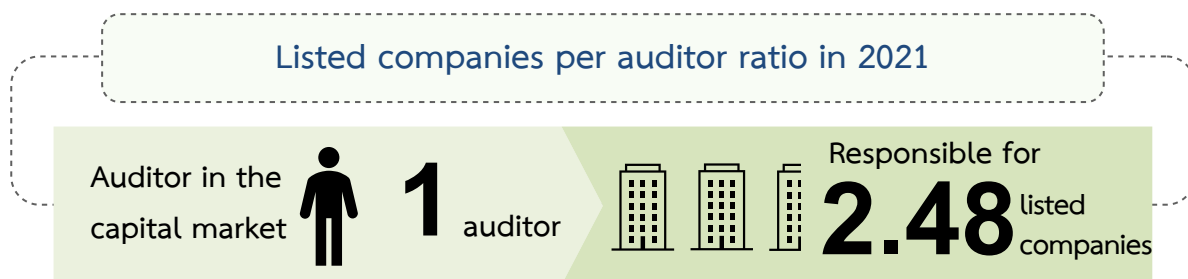 Listed companies per auditor ratio in 2021
Auditor in the
capital market
1 auditor
Responsible for
2.48 listed
companies